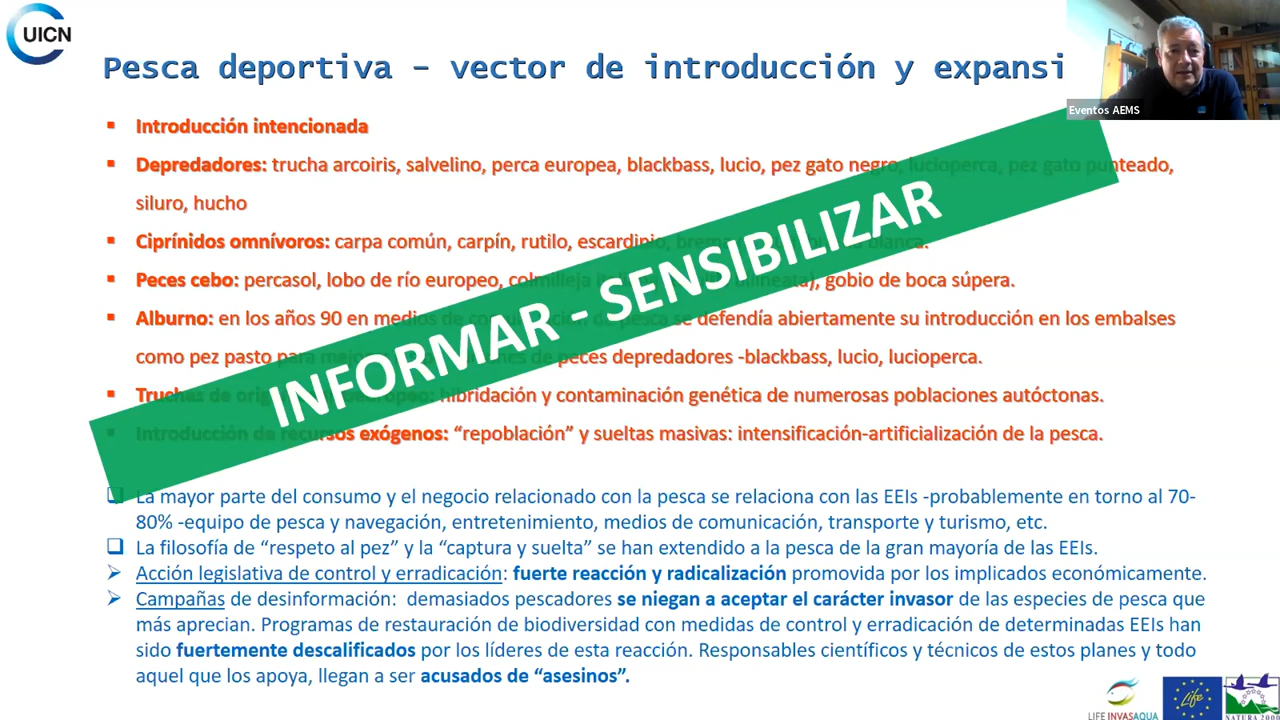 UICN
Pesca deportiva – vector de introducción y expansi
Eventos AEMS
Introducción intencionada
Depredadores: trucha arcoiris, salvelino, perca europea, blackbass, lucio, pez gato negro, lucioperca, pez gato punteado,
siluro, hucho
Ciprínidos omnívoros: carpa común, carpín, rutilo, escardinio, blanca.
Peces cebo: percasol, lobo de río europeo, colmilleja bilineata), gobio de boca súpera.
Alburno: en los años 90 en medios de de pesca se defendía abiertamente su introducción en los embalses
como pez pasto para de peces depredadores -blackbass, lucio, lucioperca.
Truchas de hibridación y contaminación genética de numerosas poblaciones autóctonas.
Introducción de recursos exógenos: “repoblación” y sueltas masivas: intensificación-artificialización de la pesca.
INFORMAR - SENSIBILIZAR
La mayor parte del consumo y el negocio relacionado con la pesca se relaciona con las EEIs -probablemente en torno al 70-
80% -equipo de pesca y navegación, entretenimiento, medios de comunicación, transporte y turismo, etc.
La filosofía de “respeto al pez” y la “captura y suelta” se han extendido a la pesca de la gran mayoría de las EEIs.
Acción legislativa de control y erradicación: fuerte reacción y radicalización promovida por los implicados económicamente.
Campañas de desinformación: demasiados pescadores se niegan a aceptar el carácter invasor de las especies de pesca que
más aprecian. Programas de restauración de biodiversidad con medidas de control y erradicación de determinadas EEIs han
sido fuertemente descalificados por los líderes de esta reacción. Responsables científicos y técnicos de estos planes y todo
aquel que los apoya, llegan a ser acusados de “asesinos”.
LIFE INVASAQUA
Life
NATURA 2000